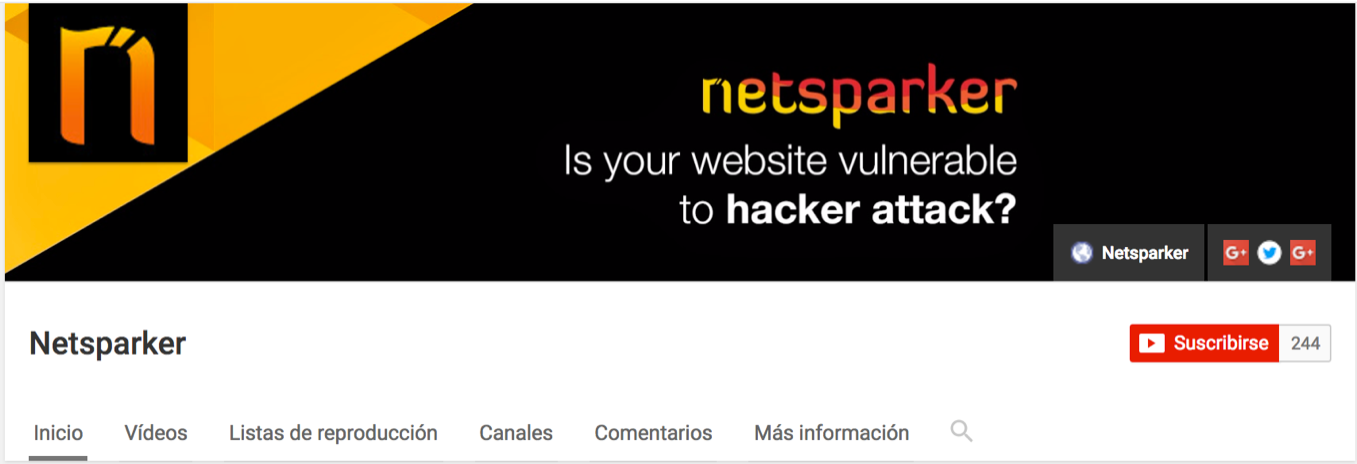 n
netsparker
Is your website vulnerable
to hacker attack?
Netsparker G+ G+
Netsparker
Suscribirse 244
Inicio Vídeos Listas de reproducción Canales Comentarios Más información